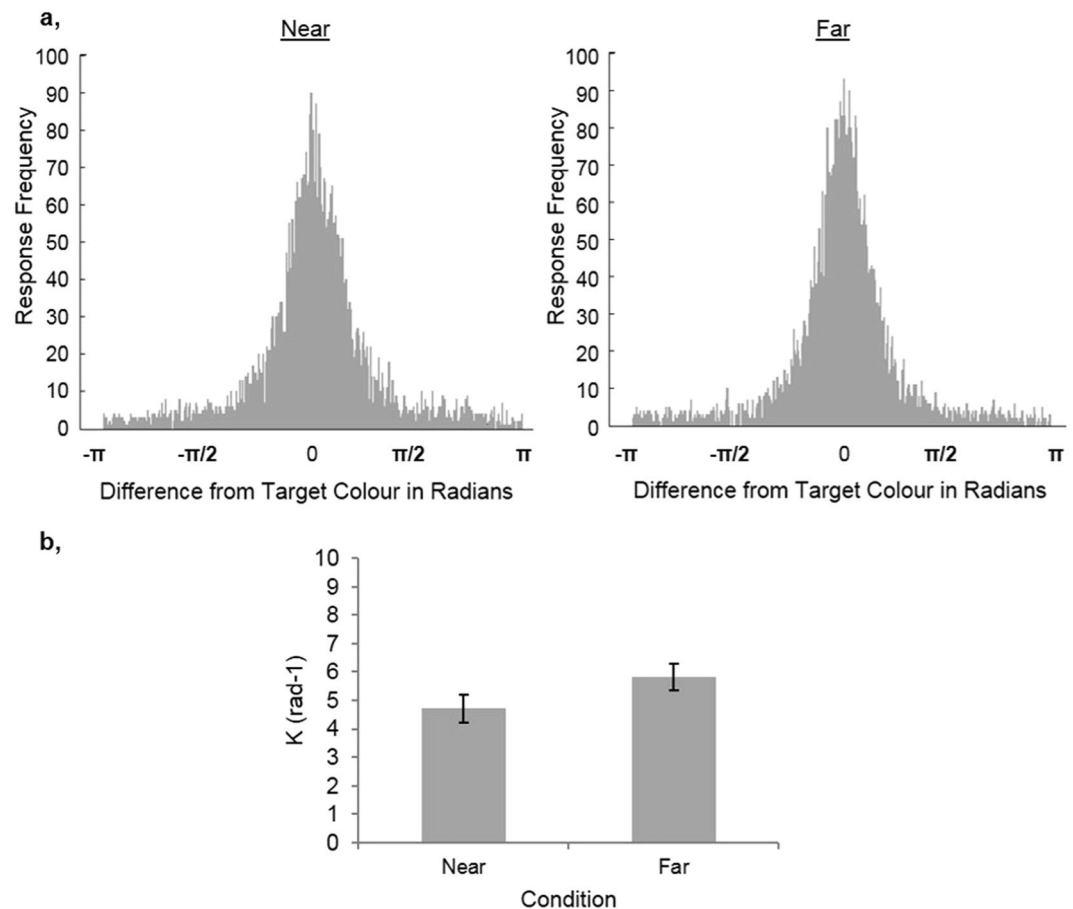 a,
Near
Far
100
90
80
70
60
50
40
30
20
10
0
Response Frequency
-π
-π/2
0
π/2
π
Difference from Target Colour in Radians
100
90
80
70
60
50
40
30
20
10
0
Response Frequency
-π
-π/2
0
π/2
π
Difference from Target Colour in Radians
b,
10
9
8
7
6
5
4
3
2
1
0
K (rad-1)
Near
Far
Condition